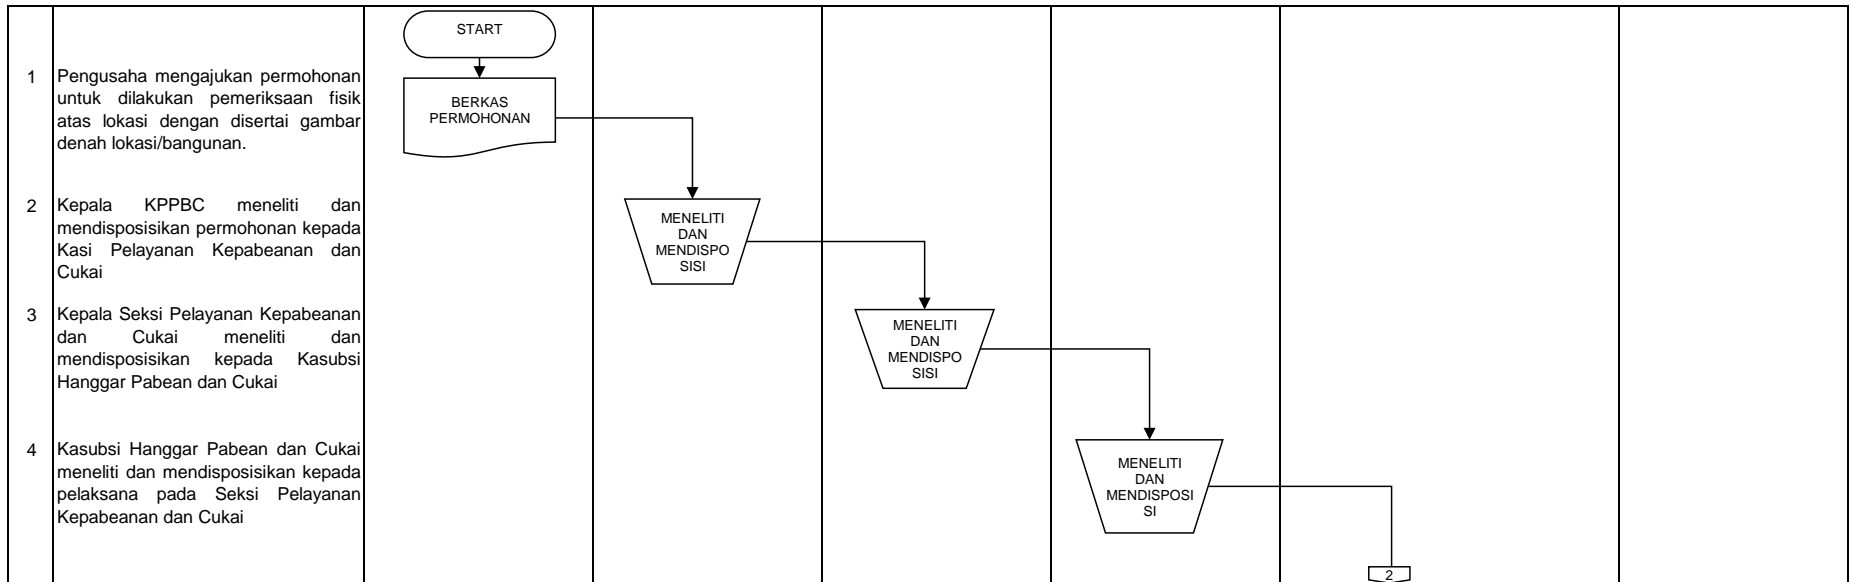 START
1
Pengusaha mengajukan permohonan
untuk dilakukan pemeriksaan fisik
atas lokasi dengan disertai gambar
denah lokasi/bangunan.
BERKAS
PERMOHONAN
2
Kepala KPPBC meneliti dan
mendisposisikan permohonan kepada
Kasi Pelayanan Kepabeanan dan
Cukai
MENELITI
DAN
MENDISPO
SISI
3
Kepala Seksi Pelayanan Kepabeanan
dan Cukai meneliti dan
mendisposisikan kepada Kasubsi
Hanggar Pabean dan Cukai
MENELITI
DAN
MENDISPO
SISI
4
Kasubsi Hanggar Pabean dan Cukai
meneliti dan mendisposisikan kepada
pelaksana pada Seksi Pelayanan
Kepabeanan dan Cukai
MENELITI
DAN
MENDISPOSI
SI
2